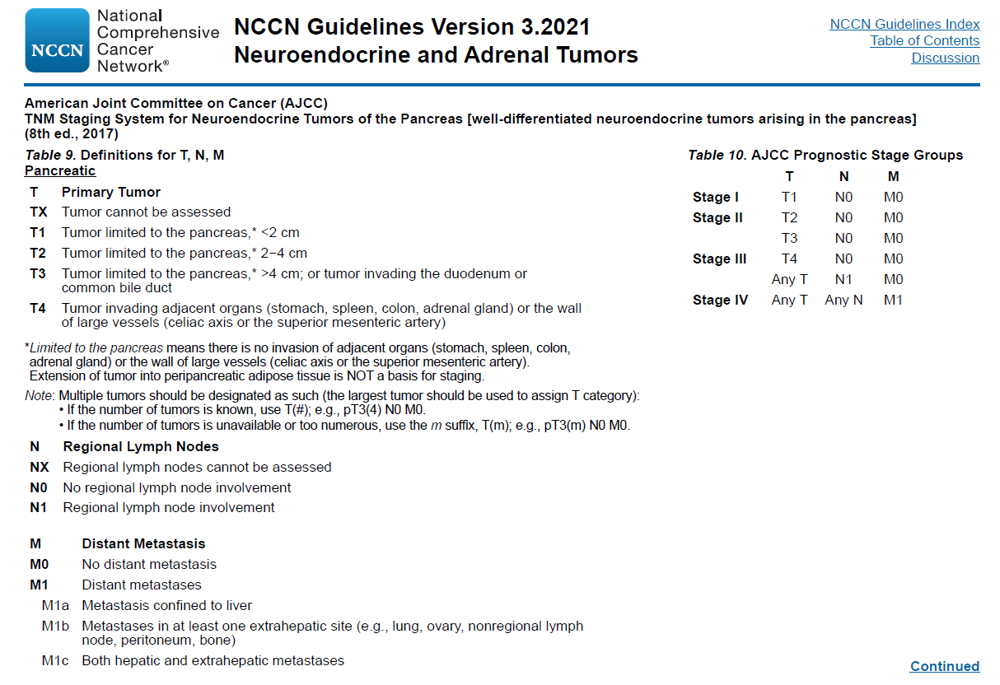 National
Comprehensive
Cancer
Network®
NCCN
NCCN Guidelines Version 3.2021
Neuroendocrine and Adrenal Tumors
NCCN Guidelines Index
Table of Contents
Discussion
American Joint Committee on Cancer (AJCC)
TNM Staging System for Neuroendocrine Tumors of the Pancreas [well-differentiated neuroendocrine tumors arising in the pancreas]
(8th ed., 2017)
Table 9. Definitions for T, N, M
Pancreatic
T Primary Tumor
TX Tumor cannot be assessed
T1 Tumor limited to the pancreas,* <2 cm
T2 Tumor limited to the pancreas,* 2−4 cm
T3 Tumor limited to the pancreas,* >4 cm; or tumor invading the duodenum or
common bile duct
T4 Tumor invading adjacent organs (stomach, spleen, colon, adrenal gland) or the wall
of large vessels (celiac axis or the superior mesenteric artery)
*Limited to the pancreas means there is no invasion of adjacent organs (stomach, spleen, colon,
adrenal gland) or the wall of large vessels (celiac axis or the superior mesenteric artery).
Extension of tumor into peripancreatic adipose tissue is NOT a basis for staging.
Note: Multiple tumors should be designated as such (the largest tumor should be used to assign T category):
• If the number of tumors is known, use T(#); e.g., pT3(4) N0 M0.
• If the number of tumors is unavailable or too numerous, use the m suffix, T(m); e.g., pT3(m) N0 M0.
N Regional Lymph Nodes
NX Regional lymph nodes cannot be assessed
N0 No regional lymph node involvement
N1 Regional lymph node involvement
M Distant Metastasis
M0 No distant metastasis
M1 Distant metastases
M1a Metastasis confined to liver
M1b Metastases in at least one extrahepatic site (e.g., lung, ovary, nonregional lymph
node, peritoneum, bone)
M1c Both hepatic and extrahepatic metastases
Table 10. AJCC Prognostic Stage Groups
T N M
Stage I T1 N0 M0
Stage II T2 N0 M0
T3 N0 M0
Stage III T4 N0 M0
Any T N1 M0
Stage IV Any T Any N M1
Continued